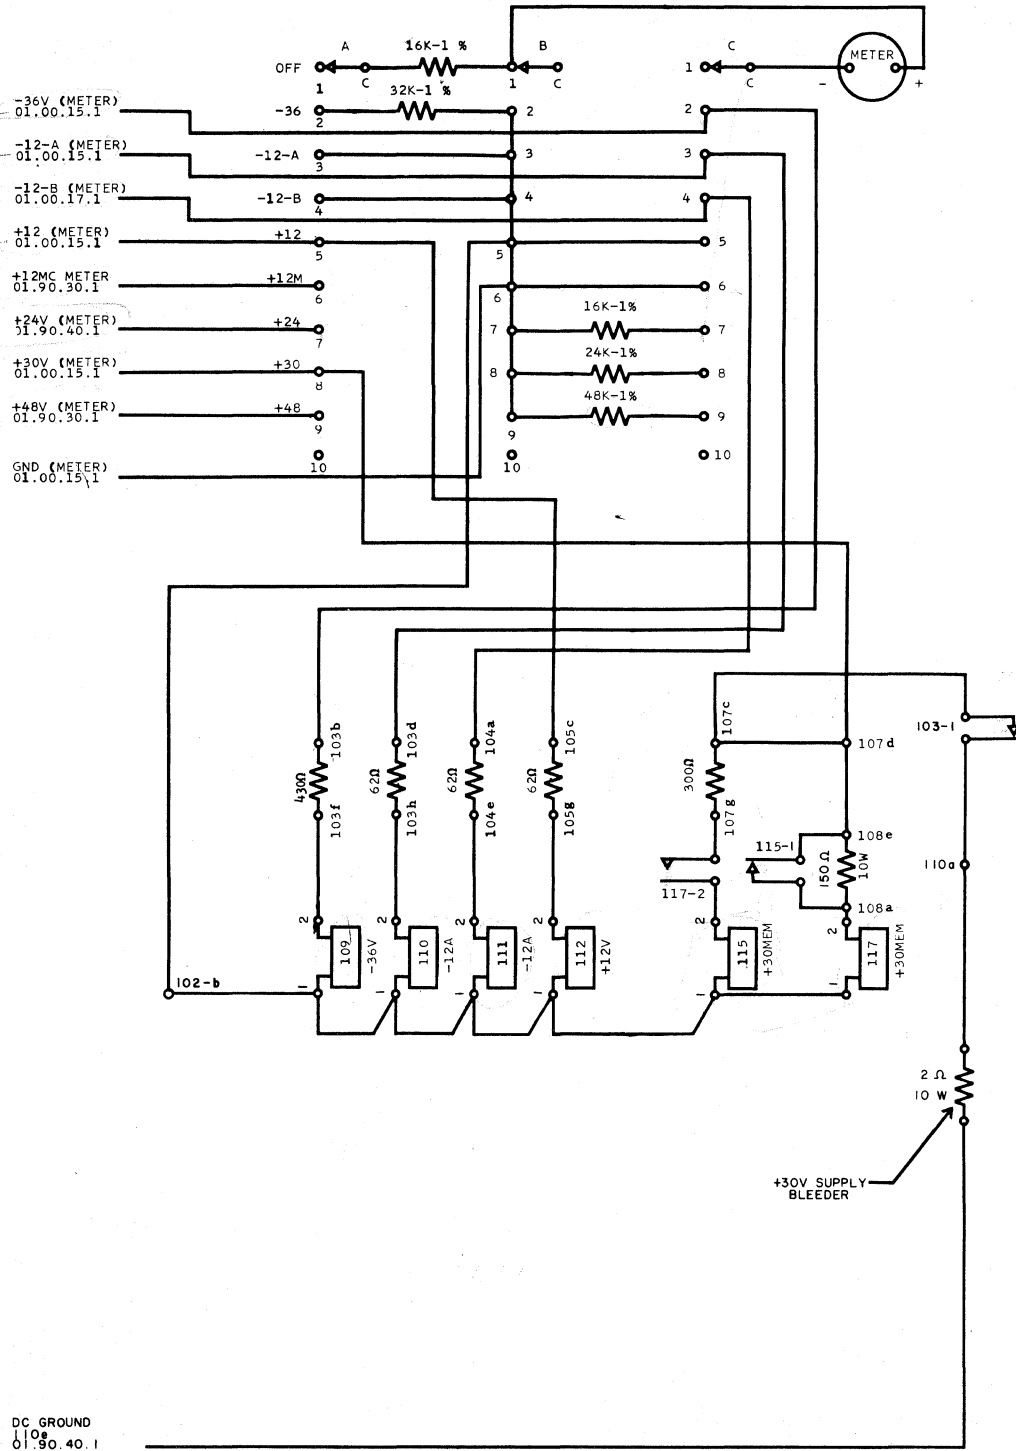 A 16K-1 % B C METER
OFF C 1 C 1 C - +
1 32K-1 %
-36V (METER) -36 2 2
01.00.15.1 2
-12-A (METER) -12-A 3 3
01.00.15.1 3
-12-B (METER) -12-B 4 4
01.00.17.1 4
+12 (METER) +12 5
01.00.15.1 5 5
+12MC METER +12M 6
01.90.30.1 6 6
16K-1%
+24V (METER) +24 7 7
01.90.40.1 7
24K-1%
+30V (METER) +30 8 8
01.00.15.1 8
48K-1%
+48V (METER) +48 9
01.90.30.1 9 9
10 10 10
GND (METER)
01.00.15.1
103b 103d 104a 105c 107c 103-1
107d
430Ω 62Ω 62Ω 62Ω 300Ω
103f 103h 104e 105g 107g 108e
115-1 150Ω 10W 110a
117-2 108a
2 2 2 2 2 2
109 -36V 110 -12A 111 -12A 112 +12V 115 +30MEM 117 +30MEM
102-b 1 1 1 1 1 1
2 Ω
10 W
+30V SUPPLY
BLEEDER
DC GROUND
110e
01.90.40.1